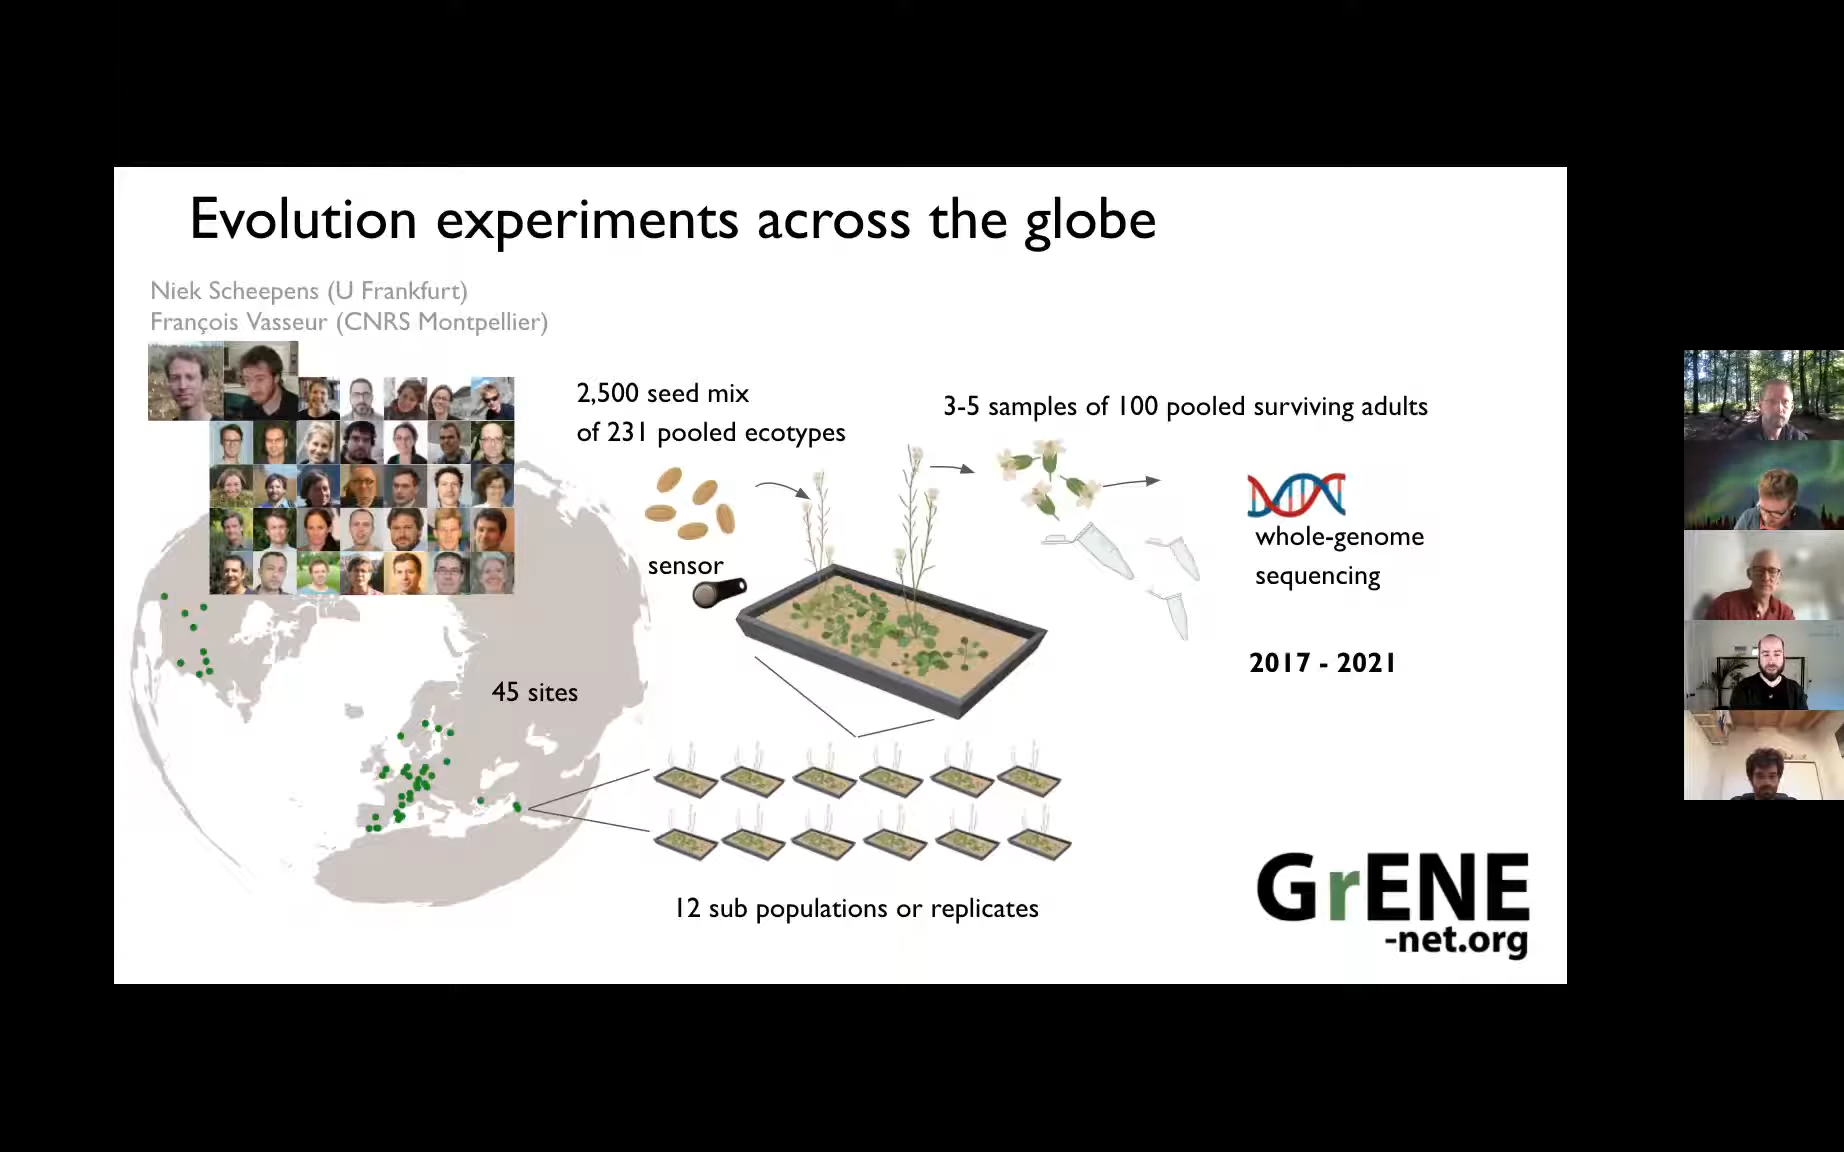 Evolution experiments across the globe
Niek Scheepens (U Frankfurt)
François Vasseur (CNRS Montpellier)
2,500 seed mix
of 231 pooled ecotypes
3-5 samples of 100 pooled surviving adults
sensor
whole-genome
sequencing
2017 - 2021
45 sites
12 sub populations or replicates
GrENE
-net.org